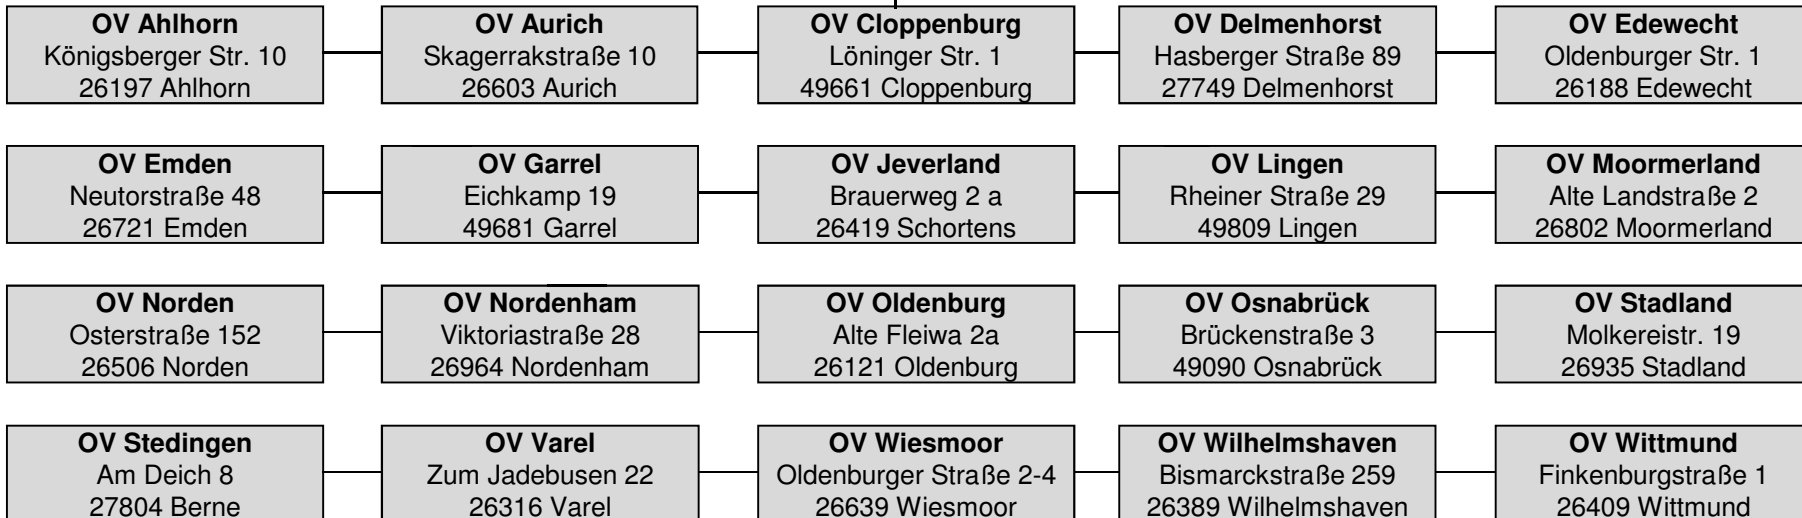 OV Ahlhorn
Königsberger Str. 10
26197 Ahlhorn
OV Aurich
Skagerrakstraße 10
26603 Aurich
OV Cloppenburg
Löninger Str. 1
49661 Cloppenburg
OV Delmenhorst
Hasberger Straße 89
27749 Delmenhorst
OV Edewecht
Oldenburger Str. 1
26188 Edewecht
OV Emden
Neutorstraße 48
26721 Emden
OV Garrel
Eichkamp 19
49681 Garrel
OV Jeverland
Brauerweg 2 a
26419 Schortens
OV Lingen
Rheiner Straße 29
49809 Lingen
OV Moormerland
Alte Landstraße 2
26802 Moormerland
OV Norden
Osterstraße 152
26506 Norden
OV Nordenham
Viktoriastraße 28
26964 Nordenham
OV Oldenburg
Alte Fleiwa 2a
26121 Oldenburg
OV Osnabrück
Brückenstraße 3
49090 Osnabrück
OV Stadland
Molkereistr. 19
26935 Stadland
OV Stedingen
Am Deich 8
27804 Berne
OV Varel
Zum Jadebusen 22
26316 Varel
OV Wiesmoor
Oldenburger Straße 2-4
26639 Wiesmoor
OV Wilhelmshaven
Bismarckstraße 259
26389 Wilhelmshaven
OV Wittmund
Finkenburgstraße 1
26409 Wittmund